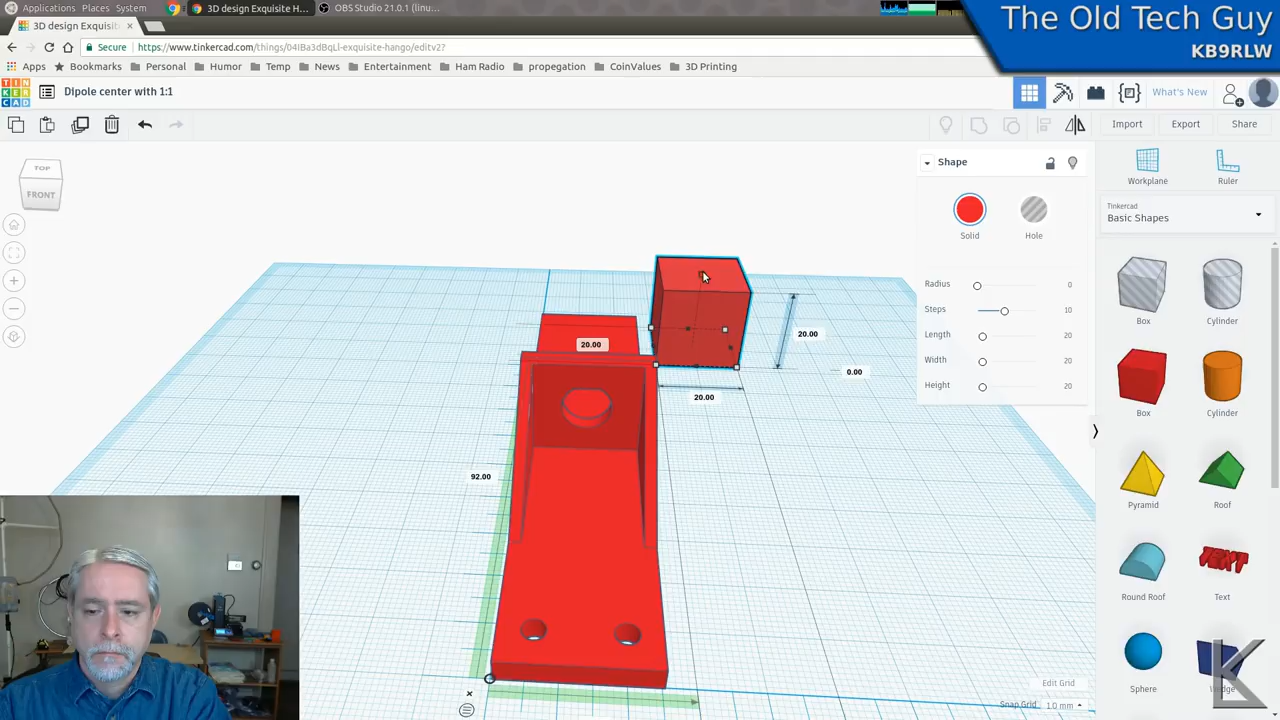 Applications Places System
3D design Exquisite H...
OBS Studio 21.0.1 (linu...
The Old Tech Guy
KB9RLW
3D design Exquisit
Secure
https://www.tinkercad.com/things/04IBa3dBqLl-exquisite-hango/editv2?
Apps
Bookmarks
Personal
Humor
Temp
News
Entertainment
Ham Radio
propegation
CoinValues
3D Printing
TIN
KER
CAD
Dipole center with 1:1
What's New
Import
Export
Share
TOP
FRONT
Shape
Solid
Hole
Radius 0
Steps 10
Length 20
Width 20
Height 20
Workplane
Ruler
Tinkercad
Basic Shapes
Box
Cylinder
Box
Cylinder
Pyramid
Roof
Round Roof
TEXT
Text
Sphere
20.00
20.00
0.00
20.00
92.00
Edit Grid
Snap Grid 1.0 mm
K